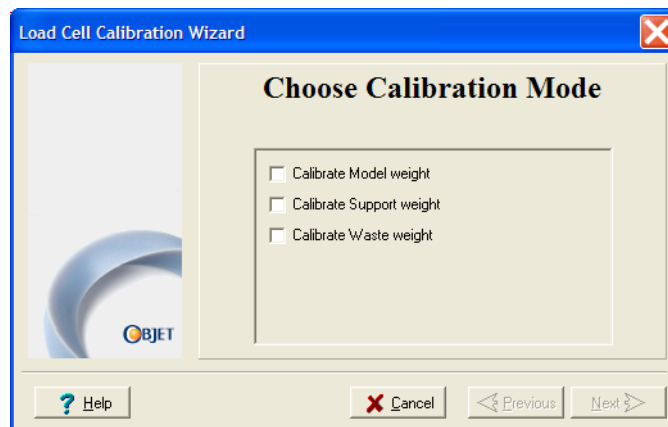 Load Cell Calibration Wizard
Choose Calibration Mode
Calibrate Model weight
Calibrate Support weight
Calibrate Waste weight
OBJET
? Help
Cancel
Previous
Next